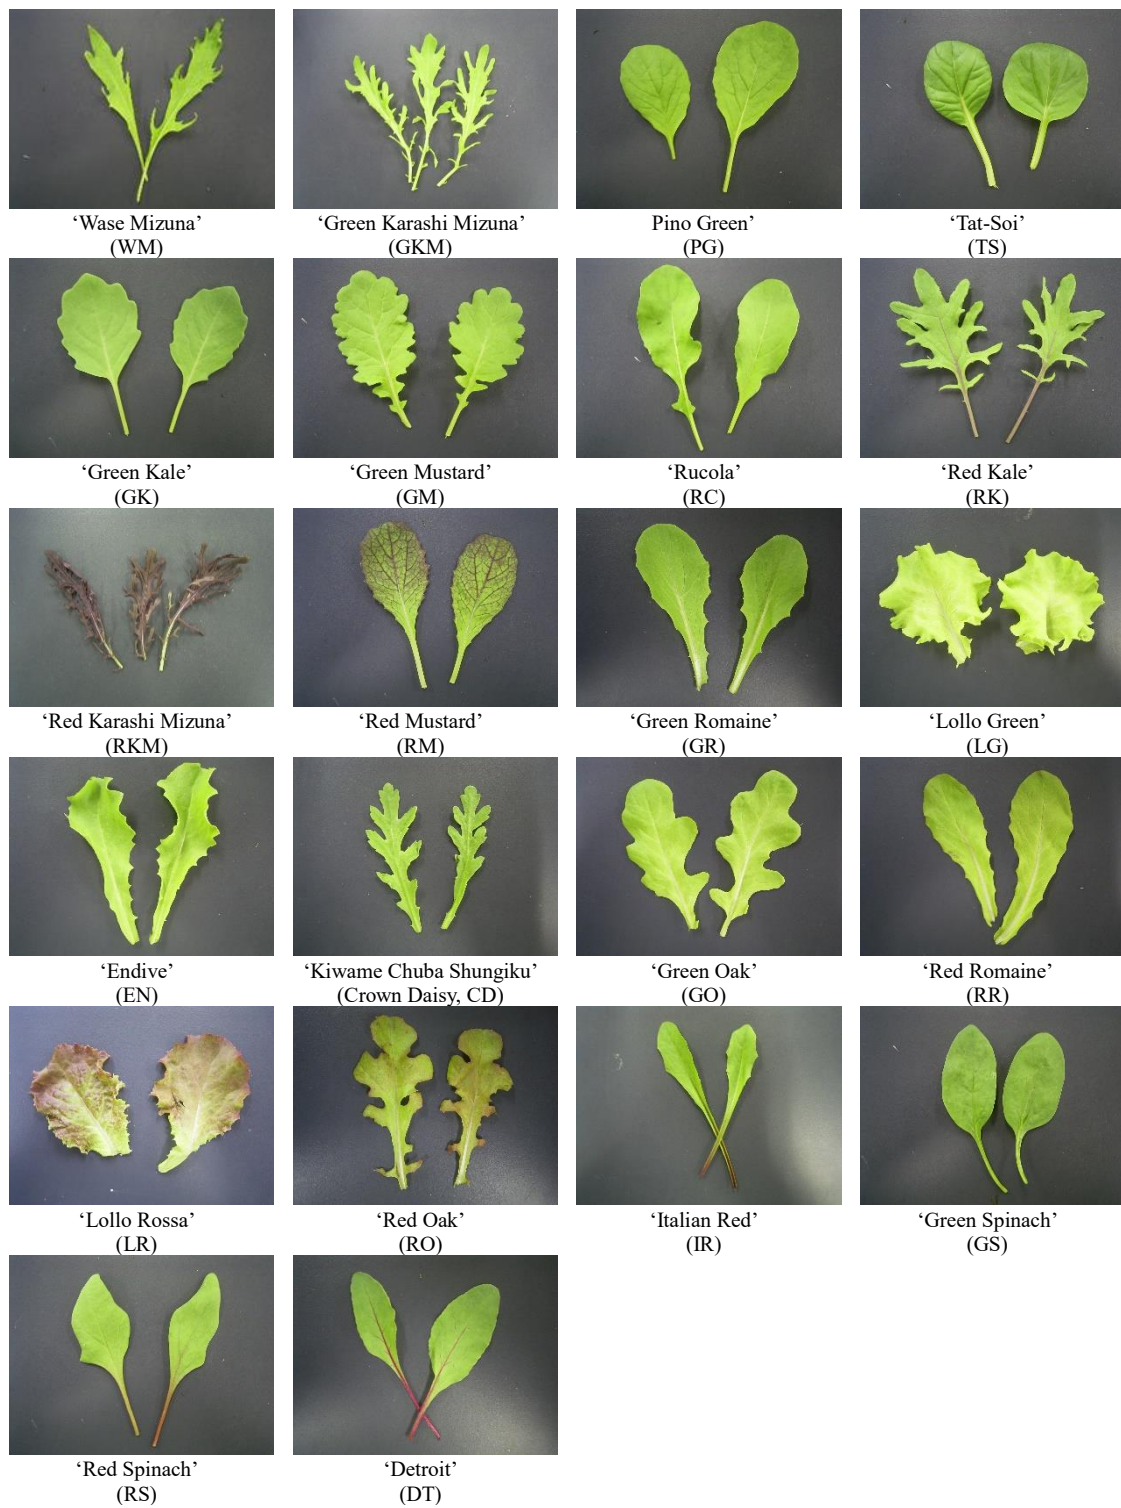 ‘Wase Mizuna’
(WM)
‘Green Karashi Mizuna’
(GKM)
Pino Green’
(PG)
‘Tat-Soi’
(TS)
‘Green Kale’
(GK)
‘Green Mustard’
(GM)
‘Rucola’
(RC)
‘Red Kale’
(RK)
‘Red Karashi Mizuna’
(RKM)
‘Red Mustard’
(RM)
‘Green Romaine’
(GR)
‘Lollo Green’
(LG)
‘Endive’
(EN)
‘Kiwame Chuba Shungiku’
(Crown Daisy, CD)
‘Green Oak’
(GO)
‘Red Romaine’
(RR)
‘Lollo Rossa’
(LR)
‘Red Oak’
(RO)
‘Italian Red’
(IR)
‘Green Spinach’
(GS)
‘Red Spinach’
(RS)
‘Detroit’
(DT)